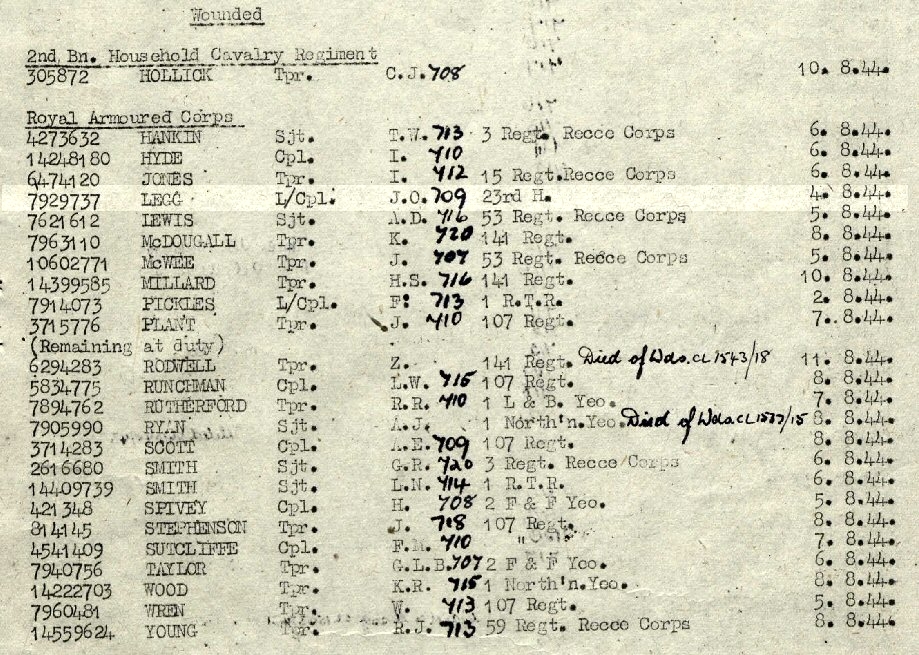 Wounded
2nd Bn. Household Cavalry Regiment
305872 HOLLICK Tpr. C.J. 708 10. 8.44.
Royal Armoured Corps
4273632 HANKIN Sjt. T.W. 713 3 Regt. Recce Corps 6. 8.44.
14248180 HYDE Cpl. I. 710 " 6. 8.44.
6474120 JONES Tpr. I. 712 15 Regt.Recce Corps 6. 8.44.
7929737 LEGG L/Cpl. J.O. 709 23rd H. 4. 8.44.
7621612 LEWIS Sjt. A.D. 716 53 Regt. Recce Corps 5. 8.44.
7963110 McDOUGALL Tpr. K. 720 141 Regt. 8. 8.44.
10602771 McWEE Tpr. J. 707 53 Regt. Recce Corps 5. 8.44.
14399585 MILLARD Tpr. H.S. 716 141 Regt. 10. 8.44.
7914073 PICKLES L/Cpl. F: 713 1 R.T.R. 2. 8.44.
3715776 PLANT Tpr. J. 710 107 Regt. 7. 8.44.
(Remaining at duty)
6294283 RODWELL Tpr. Z. 141 Regt. Died of Wds. CL 1543/18 11. 8.44.
5834775 RUNCHMAN Cpl. L.W. 715 107 Regt. 8. 8.44.
7894762 RUTHERFORD Tpr. R.R. 710 1 L & B. Yeo. 7. 8.44.
7905990 RYAN Sjt. A.J. 1 North'n.Yeo. Died of Wds. CL /15 8. 8.44.
3714283 SCOTT Cpl. A.E. 709 107 Regt. 8. 8.44.
2616680 SMITH Sjt. G.R. 720 3 Regt. Recce Corps 6. 8.44.
14409739 SMITH Sjt. L.N. 714 1 R.T.R. 6. 8.44.
421348 SPIVEY Cpl. H. 708 2 F & F Yeo. 5. 8.44.
814145 STEPHENSON Tpr. J. 107 Regt. 8. 8.44.
4541409 SUTCLIFFE Cpl. 710 " 7. 8.44.
7940756 TAYLOR Tpr. G.L.B. 707 2 F & F Yeo. 6. 8.44.
14222703 WOOD Tpr. K.R. 715 1 North'n.Yeo. 8. 8.44.
7960481 WREN Tpr. 713 107 Regt. 5. 8.44.
14559624 YOUNG Tpr. R.J. 713 59 Regt. Recce Corps 8. 8.44.